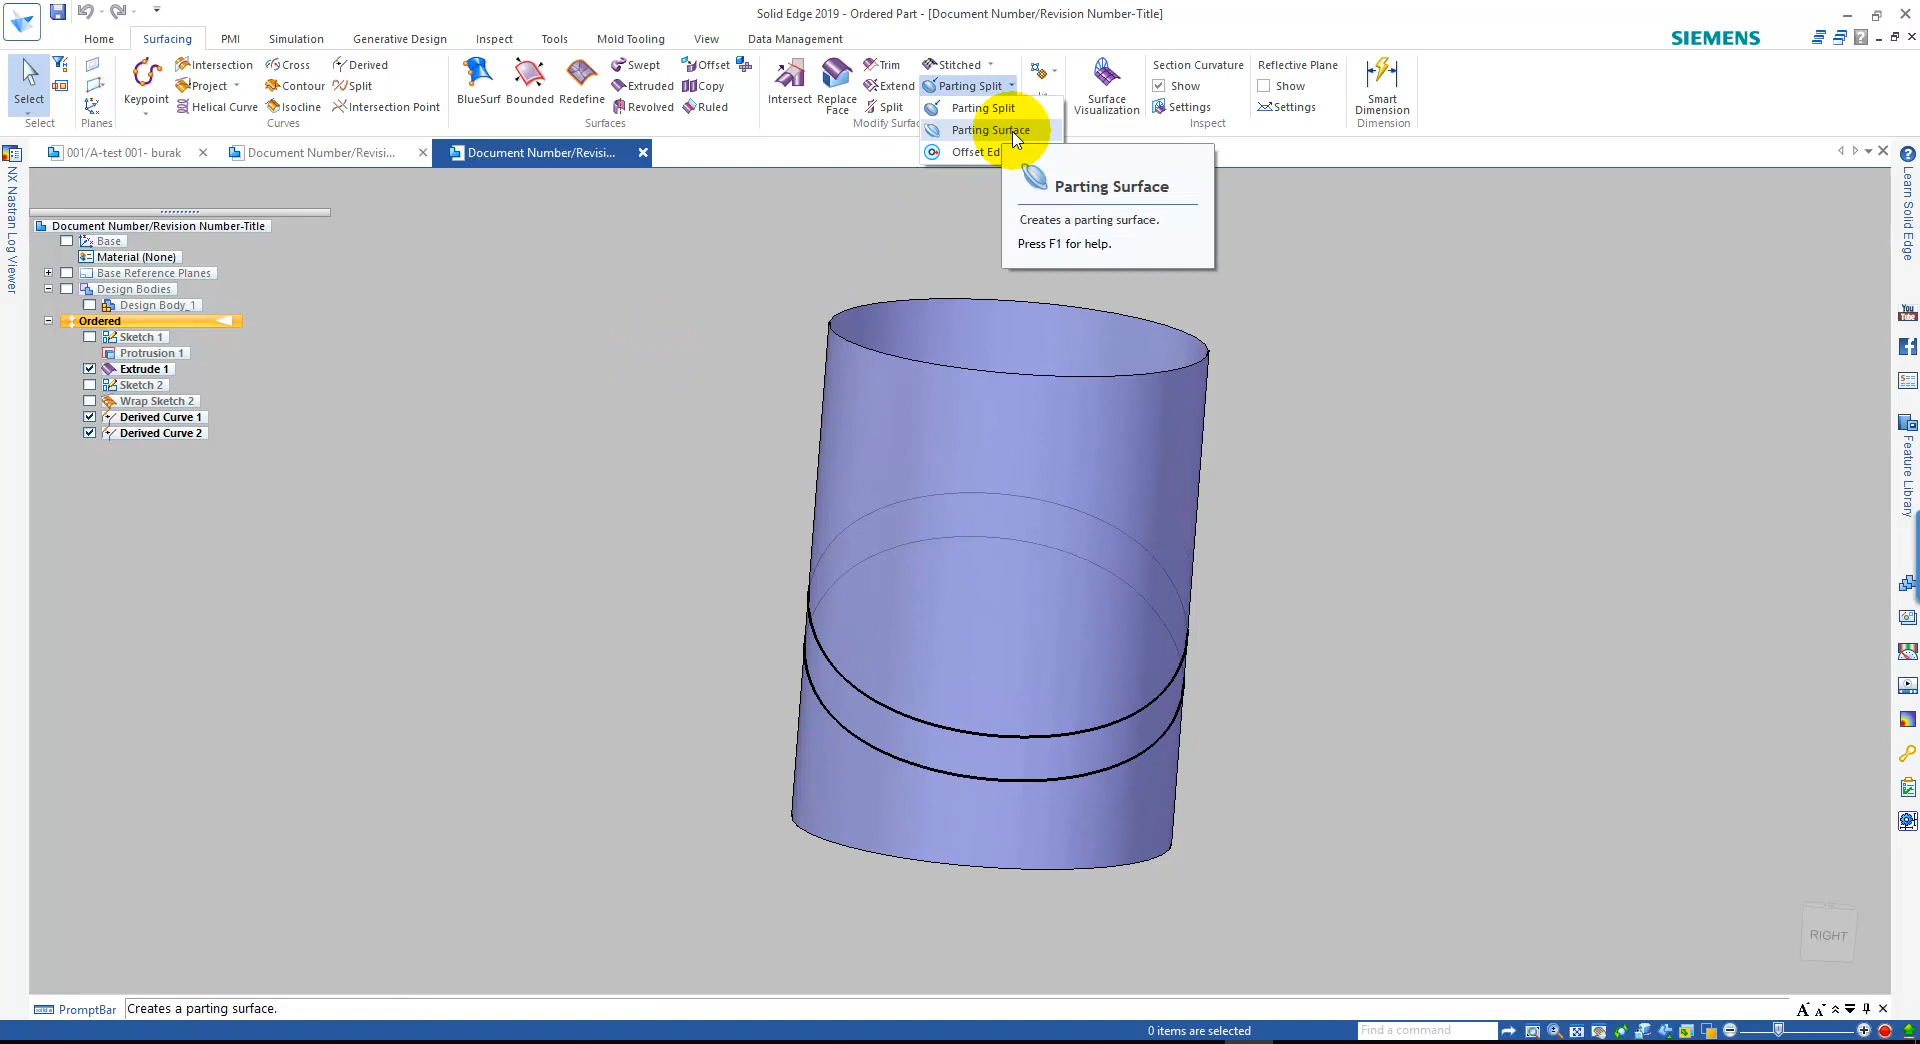 Solid Edge 2019 - Ordered Part - [Document Number/Revision Number-Title]
Home Surfacing PMI Simulation Generative Design Inspect Tools Mold Tooling View Data Management
SIEMENS
Select
Select
Planes
Keypoint
Intersection Cross Derived
Project Contour Split
Helical Curve Isocline Intersection Point
Curves
BlueSurf Bounded Redefine
Swept Offset
Extruded Copy
Revolved Ruled
Surfaces
Intersect Replace Face
Trim Stitched
Extend Parting Split
Split
Modify Surfac
Surface Visualization
Section Curvature
Show
Settings
Reflective Plane
Show
Settings
Inspect
Smart Dimension
Dimension
Parting Split
Parting Surface
Offset Ed
Parting Surface
Creates a parting surface.
Press F1 for help.
001/A-test 001- burak
Document Number/Revisi...
Document Number/Revisi...
NX Nastran Log Viewer
Document Number/Revision Number-Title
Base
Material (None)
Base Reference Planes
Design Bodies
Design Body_1
Ordered
Sketch 1
Protrusion 1
Extrude 1
Sketch 2
Wrap Sketch 2
Derived Curve 1
Derived Curve 2
Learn Solid Edge
You
Tube
Feature Library
RIGHT
PromptBar
Creates a parting surface.
0 items are selected
Find a command